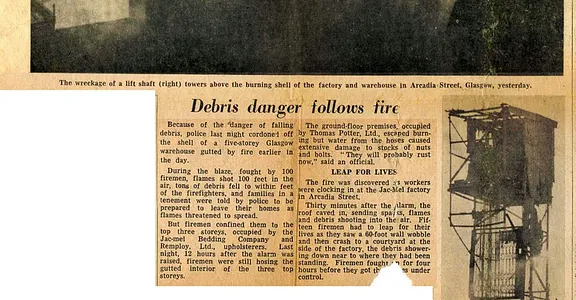 The wreckage of a lift shaft (right) towers above the burning shell of the factory and warehouse in Arcadia Street, Glasgow, yesterday.
Debris danger follows fire
Because of the danger of falling
debris, police last night cordoned off
the shell of a five-storey Glasgow
warehouse gutted by fire earlier in
the day.
During the blaze, fought by 100
firemen, flames shot 100 feet in the
air, tons of debris fell to within feet
of the firefighters, and families in a
tenement were told by police to be
prepared to leave their homes as
flames threatened to spread.
But firemen confined them to the
top three storeys, occupied by the
Jac-mel Bedding Company and
Remploy, Ltd., upholsterers. Last
night, 12 hours after the alarm was
raised, firemen were still hosing the
gutted interior of the three top
storeys.
The ground-floor premises, occupied
by Thomas Potter, Ltd., escaped burn-
ing but water from the hoses caused
extensive damage to stocks of nuts
and bolts. "They will probably rust
now," said an official.
LEAP FOR LIVES
The fire was discovered as workers
were clocking in at the Jac-Mel factory
in Arcadia Street.
Thirty minutes after the alarm, the
roof caved in, sending sparks, flames
and debris shooting into the air. Fif-
teen firemen had to leap for their
lives as they saw a 60-foot wall wobble
and then crash to a courtyard at the
side of the factory, the debris shower-
ing down near to where they had been
standing. Firemen fought on for four
hours before they got the under
control.